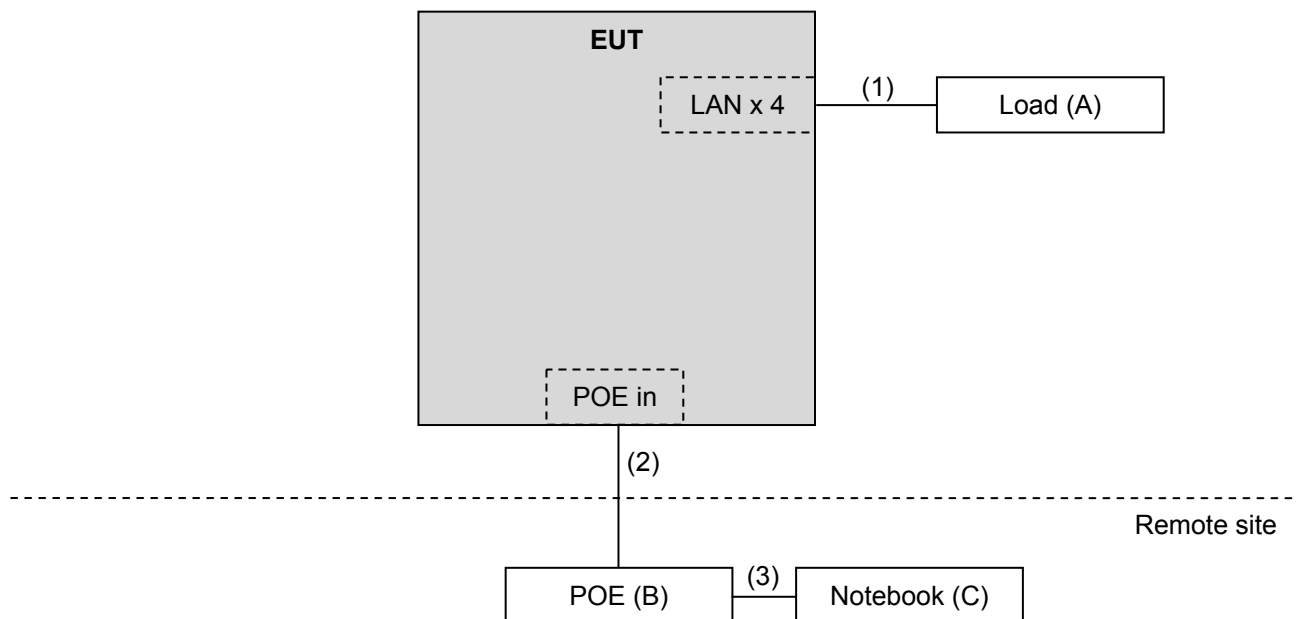 EUT
LAN x 4
(1)
Load (A)
POE in
(2)
Remote site
POE (B)
(3)
Notebook (C)